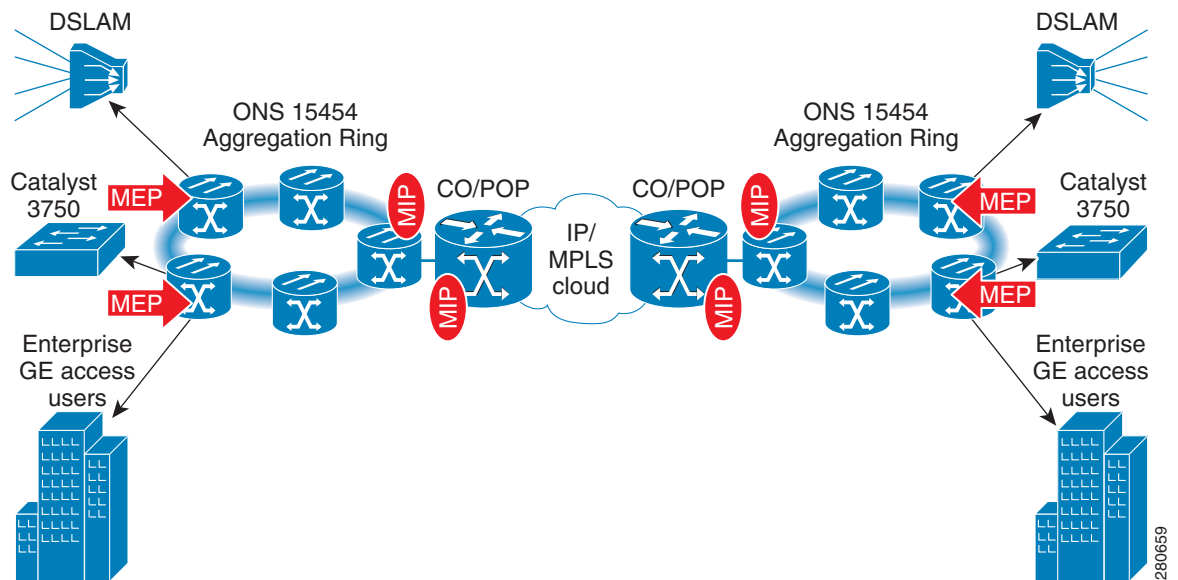 DSLAM
DSLAM
ONS 15454
Aggregation Ring
ONS 15454
Aggregation Ring
Catalyst
3750
MEP
MIP
CO/POP
CO/POP
MIP
MEP
Catalyst
3750
IP/
MPLS
cloud
MEP
MIP
MIP
MEP
Enterprise
GE access
users
Enterprise
GE access
users
280659